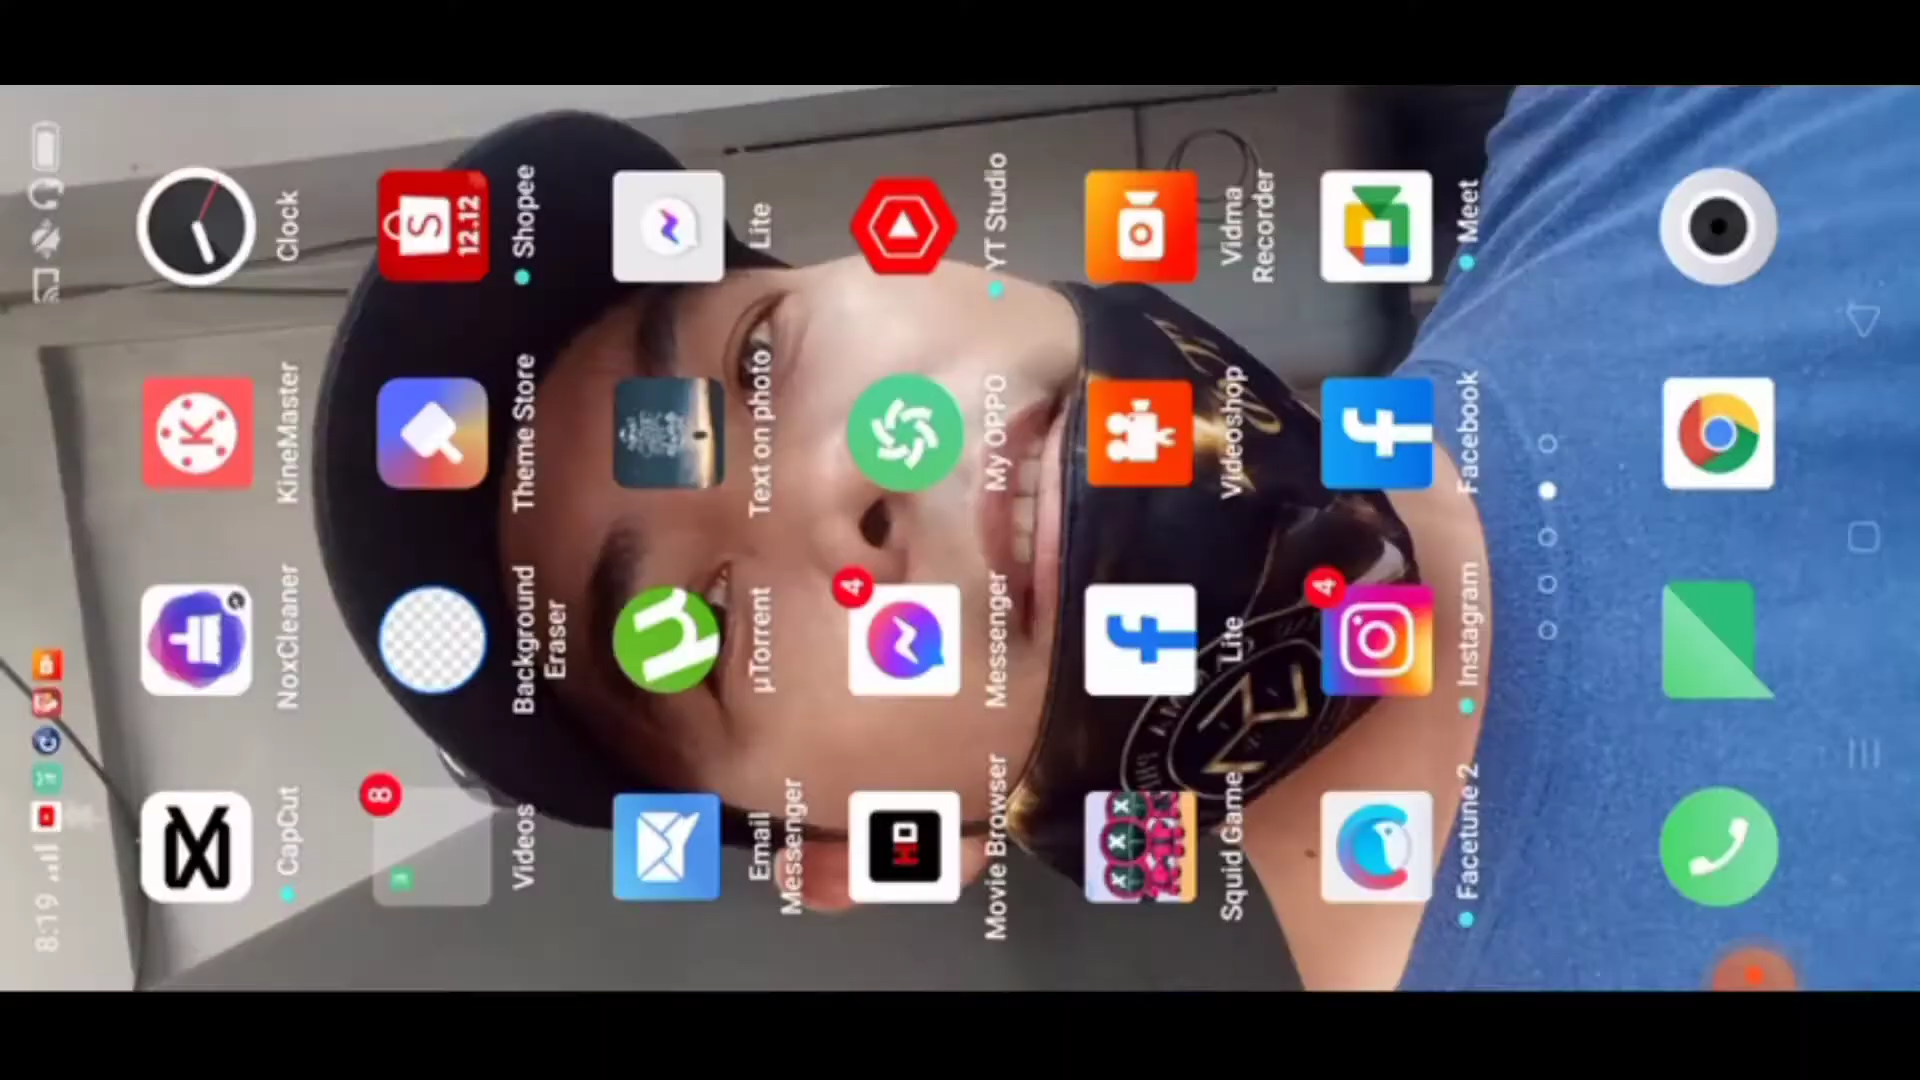 8:19
CapCut
NoxCleaner
KineMaster
Clock
8
Videos
Background
Eraser
Theme Store
S
12.12
Shopee
Email
Messenger
µ
µTorrent
Text on photo
Lite
HD
Movie Browser
4
Messenger
My OPPO
YT Studio
Squid Game
Lite
Videoshop
Vidma
Recorder
Facetune 2
4
Instagram
Facebook
Meet